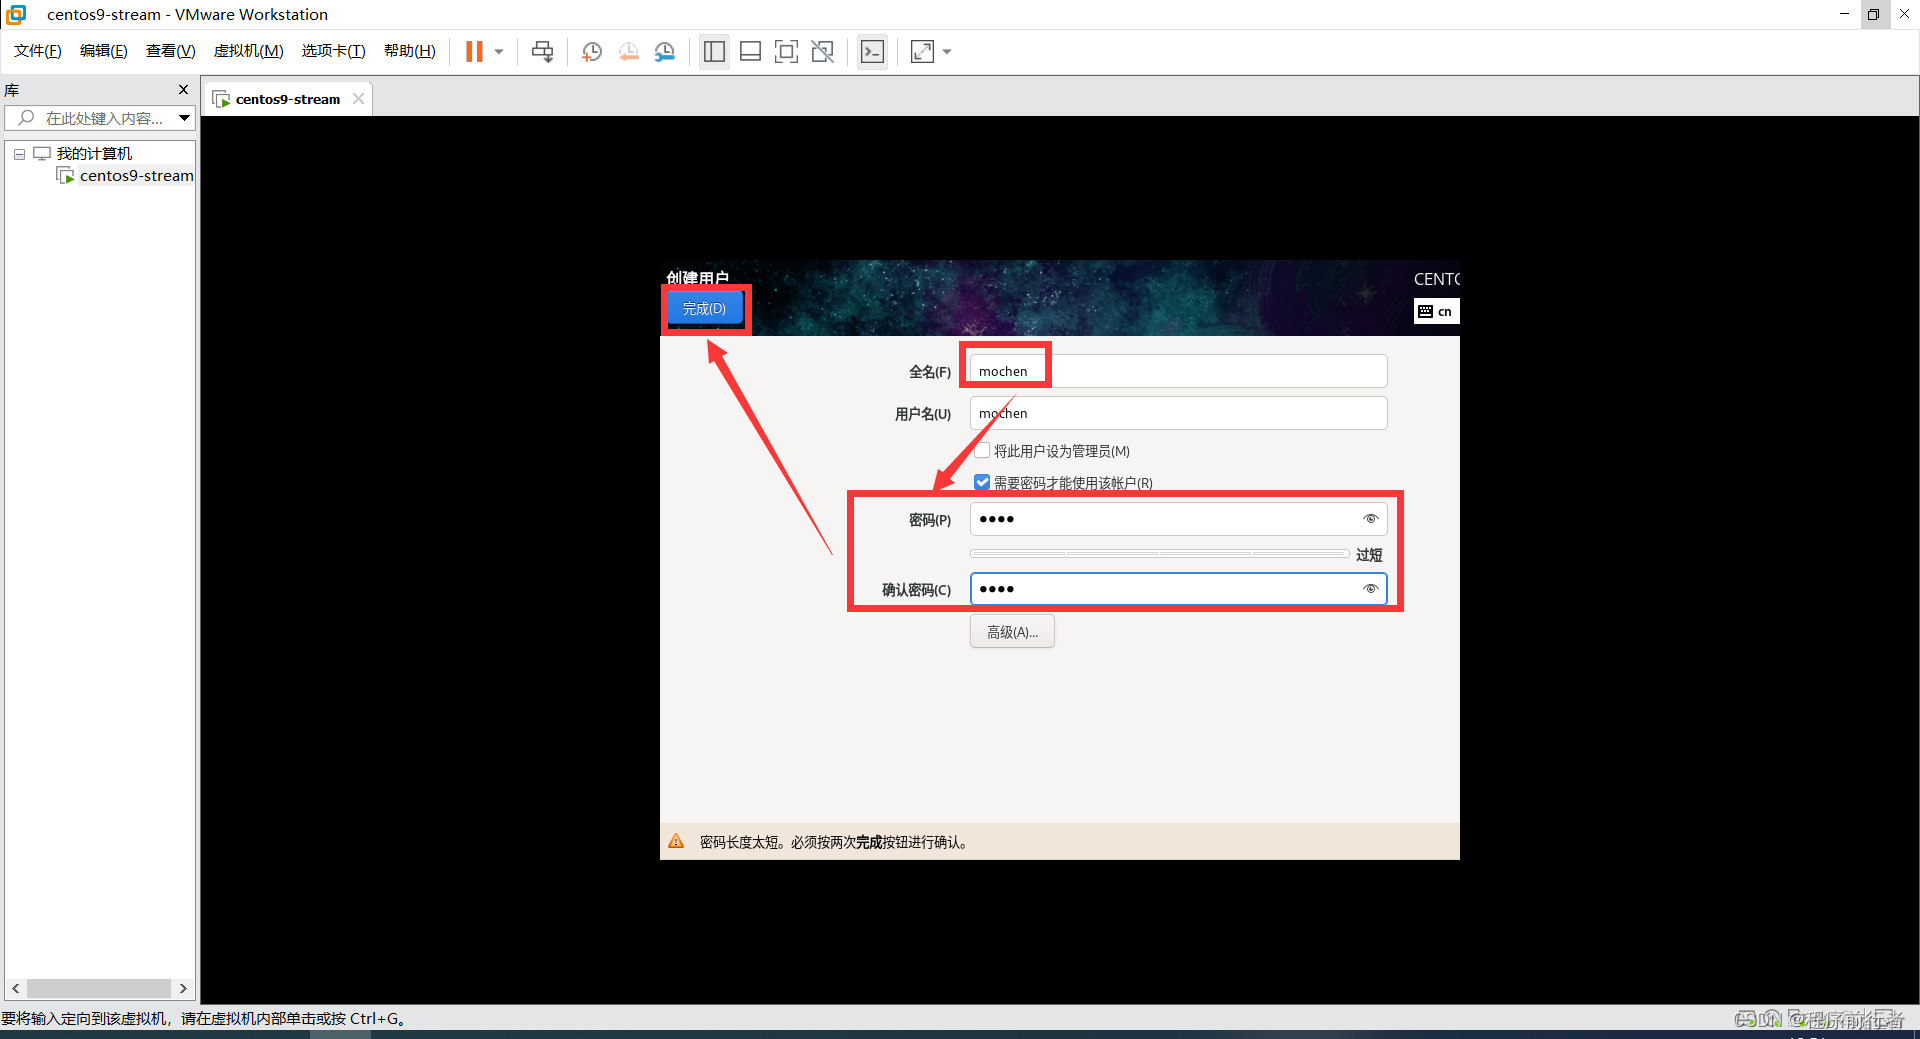 centos9-stream - VMware Workstation
文件(F) 编辑(E) 查看(V) 虚拟机(M) 选项卡(T) 帮助(H)
库
centos9-stream
在此处键入内容...
我的计算机
centos9-stream
创建用户
CENTO
完成(D)
cn
全名(F) mochen
用户名(U) mochen
将此用户设为管理员(M)
需要密码才能使用该帐户(R)
密码(P) ●●●●
过短
确认密码(C) ●●●●
高级(A)...
密码长度太短。必须按两次完成按钮进行确认。
要将输入定向到该虚拟机，请在虚拟机内部单击或按 Ctrl+G。
CSDN @程序前行者